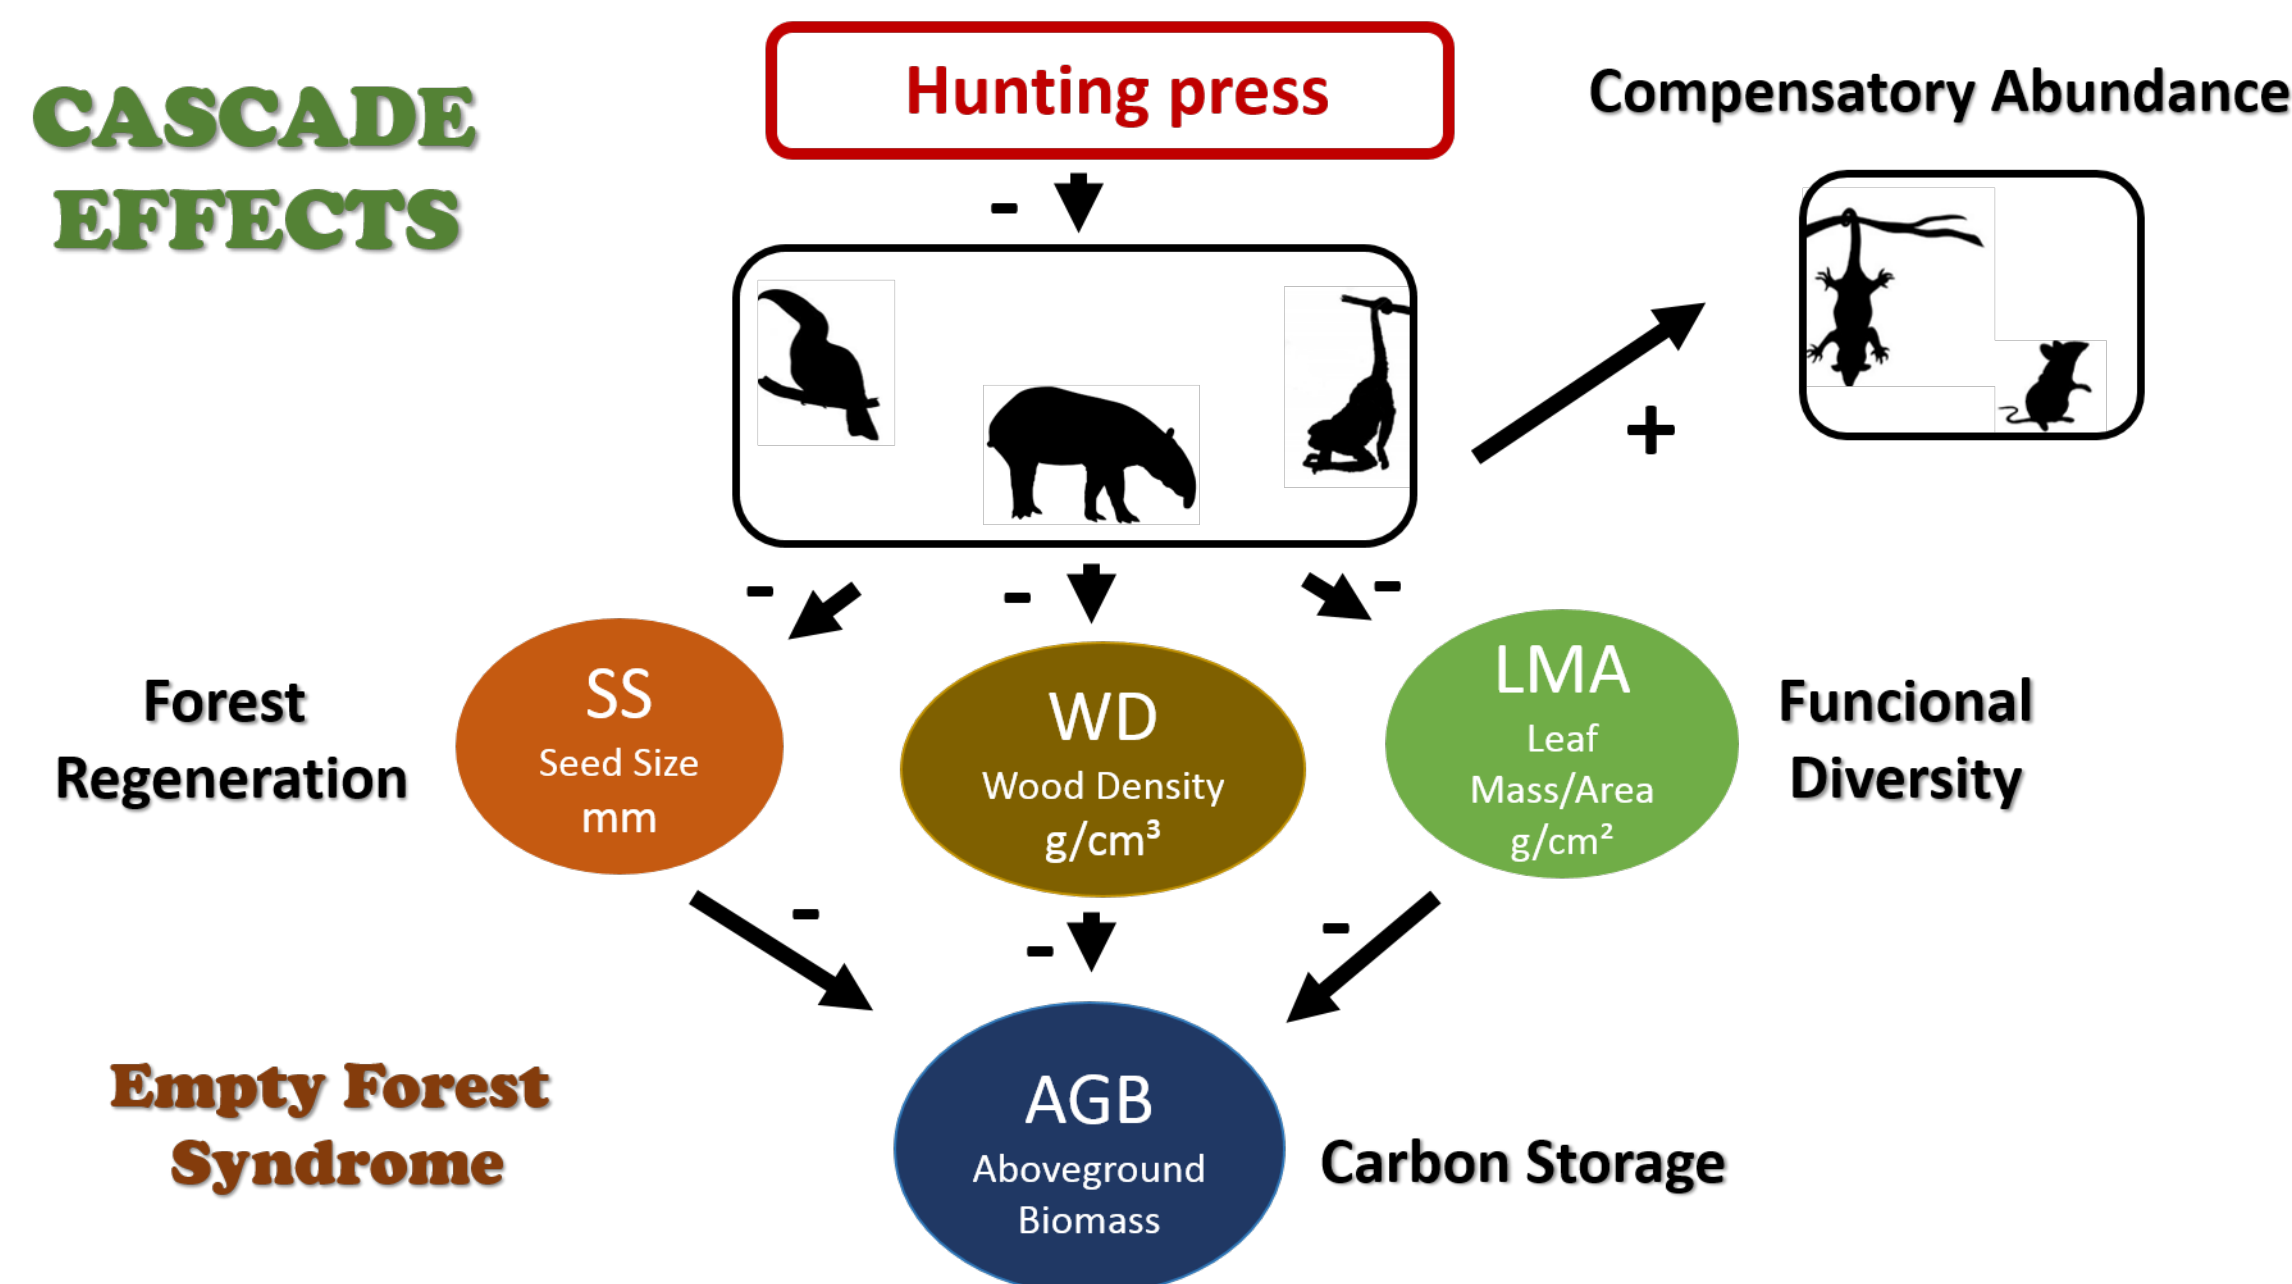 CASCADE
EFFECTS
Hunting press
Compensatory Abundance
-
+
-
-
-
Forest
Regeneration
SS
Seed Size
mm
WD
Wood Density
g/cm³
LMA
Leaf
Mass/Area
g/cm²
Funcional
Diversity
-
-
-
Empty Forest
Syndrome
AGB
Aboveground
Biomass
Carbon Storage